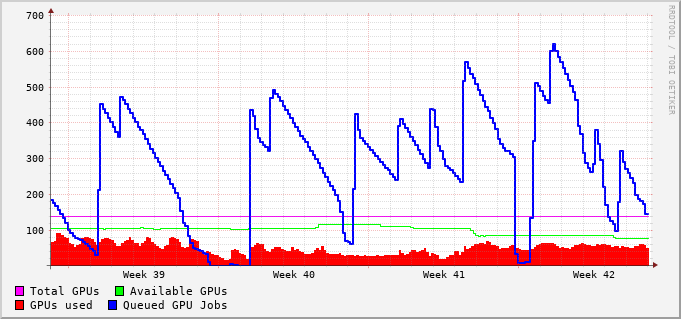 700
600
500
400
300
200
100
Week 39 Week 40 Week 41 Week 42
Total GPUs Available GPUs
GPUs used Queued GPU Jobs
RRDTOOL / TOBI OETIKER